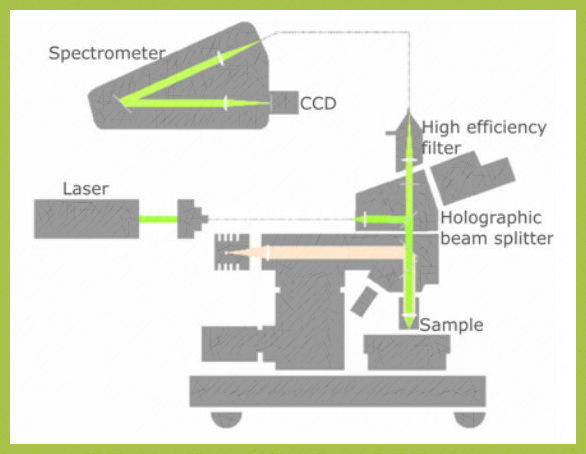 Spectrometer
CCD
High efficiency
filter
Laser
Holographic
beam splitter
Sample